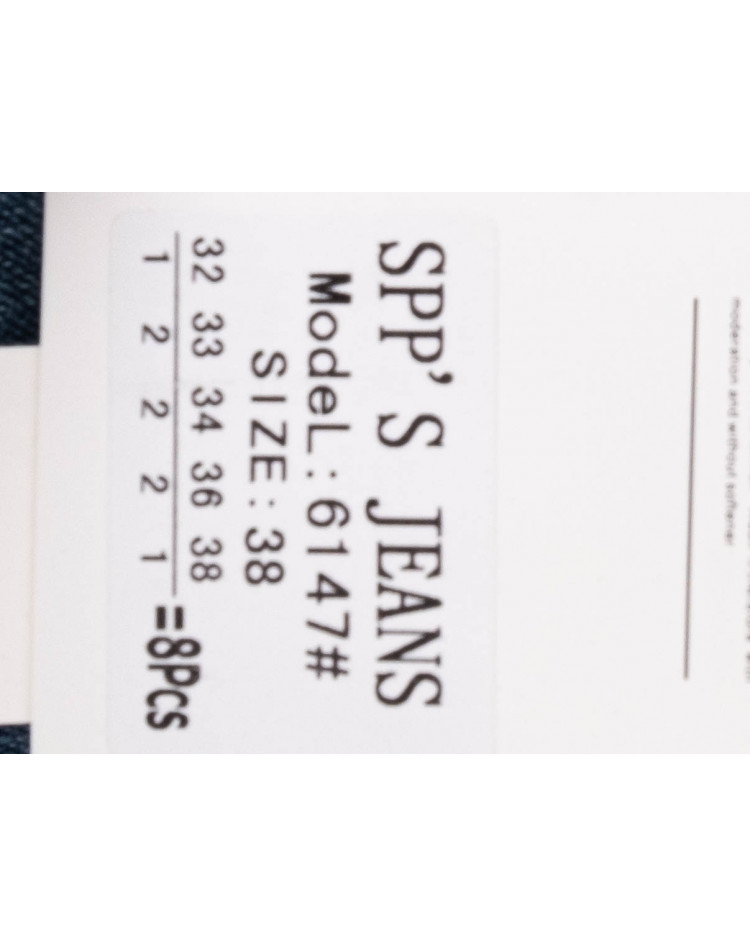 SPP'S JEANS
Model:6147#
SIZE:38
32 33 34 36 38
1 2 2 2 1 =8PCS
moderation and without softener